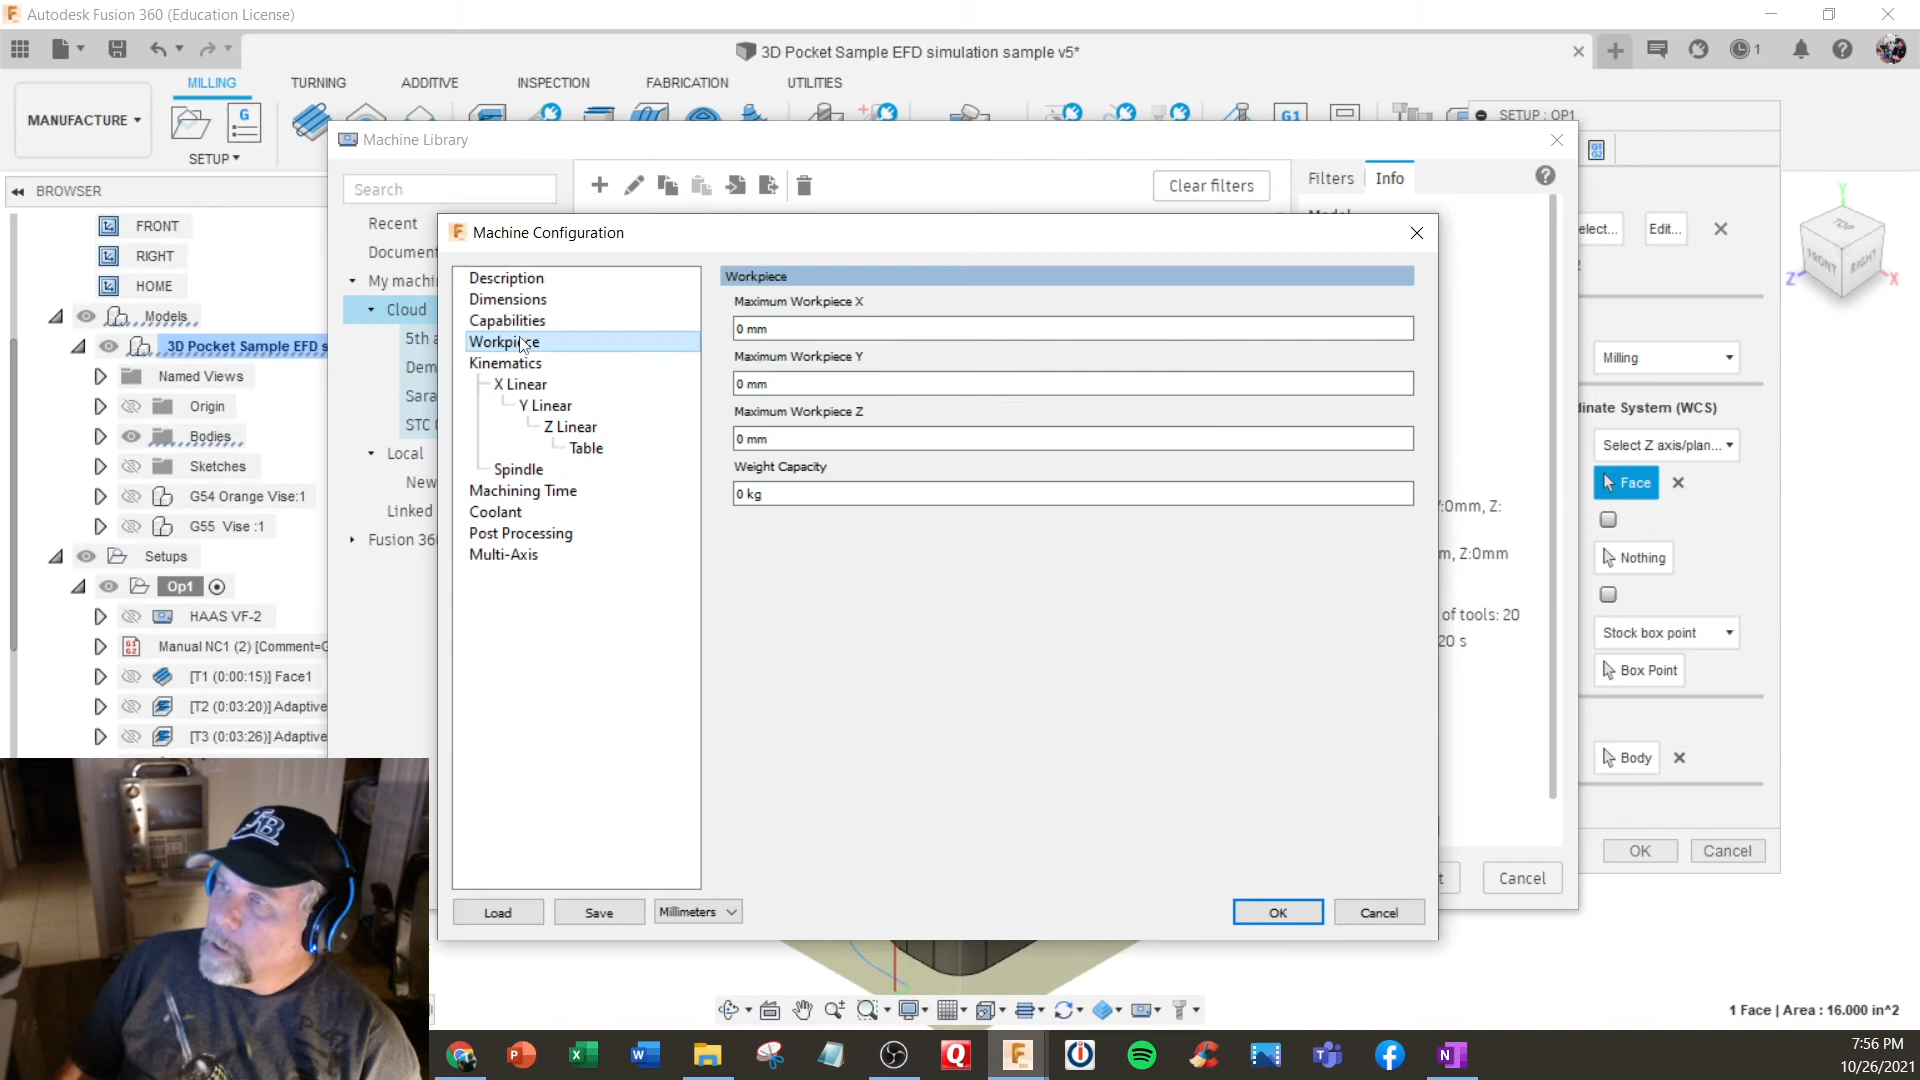 Autodesk Fusion 360 (Education License)
3D Pocket Sample EFD simulation sample v5*
1
MILLING
TURNING
ADDITIVE
INSPECTION
FABRICATION
UTILITIES
MANUFACTURE
SETUP
G1
SETUP : OP1
BROWSER
FRONT
RIGHT
HOME
Models
3D Pocket Sample EFD s
Named Views
Origin
Bodies
Sketches
G54 Orange Vise:1
G55 Vise :1
Setups
Op1
HAAS VF-2
Manual NC1 (2) [Comment=G
[T1 (0:00:15)] Face1
[T2 (0:03:20)] Adaptive
[T3 (0:03:26)] Adaptive
Machine Library
Search
Clear filters
Filters
Info
Recent
Document
My machi
Cloud
5th a
Dem
Sara
STC
Local
New
Linked
Fusion 360
Machine Configuration
Description
Dimensions
Capabilities
Workpiece
Kinematics
X Linear
Y Linear
Z Linear
Table
Spindle
Machining Time
Coolant
Post Processing
Multi-Axis
Workpiece
Maximum Workpiece X
0 mm
Maximum Workpiece Y
0 mm
Maximum Workpiece Z
0 mm
Weight Capacity
0 kg
Load
Save
Millimeters
OK
Cancel
Y:0mm, Z:
m, Z:0mm
of tools: 20
20 s
t
Cancel
elect...
Edit...
2
Milling
dinate System (WCS)
Select Z axis/plan...
Face
Nothing
Stock box point
Box Point
Body
OK
Cancel
TOP
FRONT
RIGHT
Y
Z
X
1 Face | Area : 16.000 in^2
7:56 PM
10/26/2021